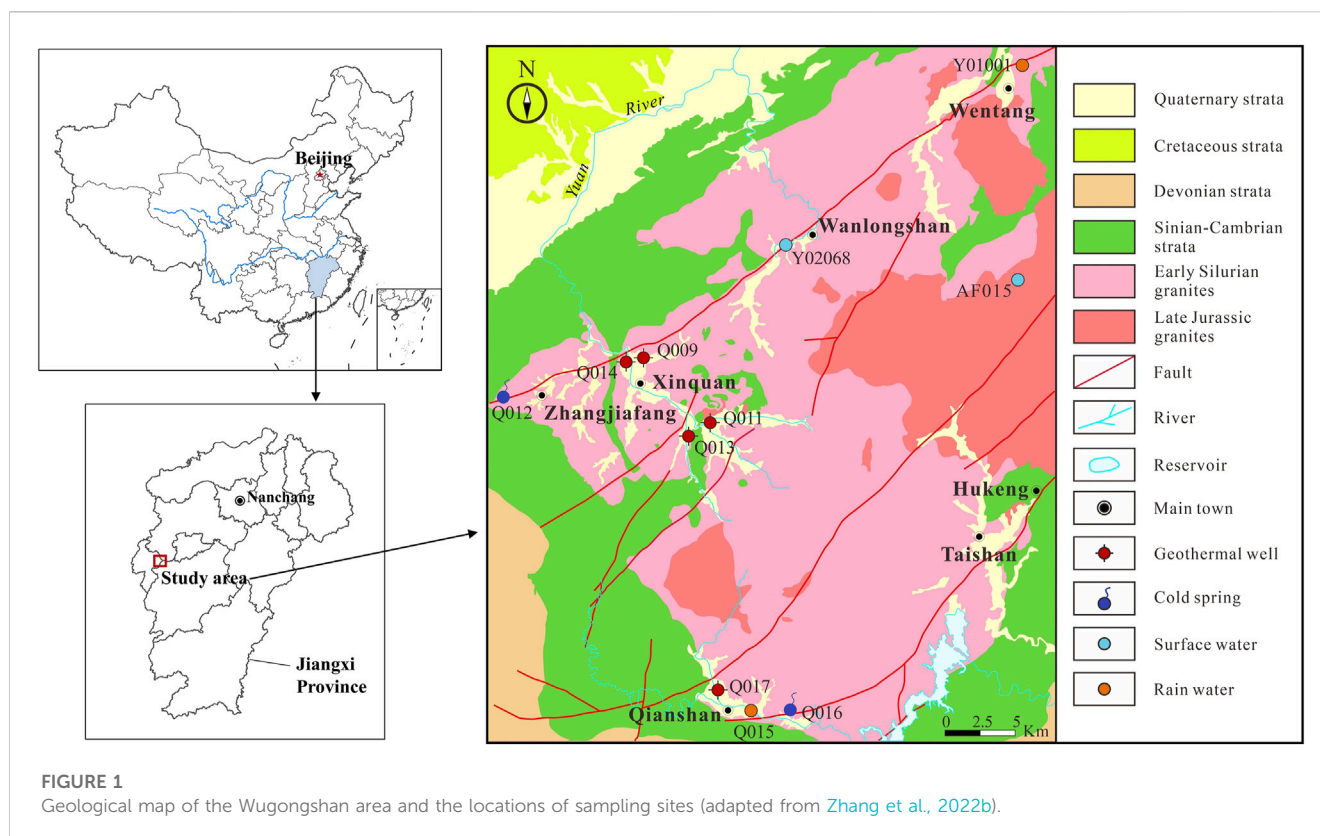 Beijing
Nanchang
Study area
Jiangxi
Province
N
River
Yuan
Y01001
Wentang
Wanlongshan
Y02068
AF015
Q009
Q014
Xinquan
Q012
Zhangjiafang
Q011
Q013
Hukeng
Taishan
Q017
Qianshan
Q015
Q016
0 2.5 5
Km
Quaternary strata
Cretaceous strata
Devonian strata
Sinian-Cambrian
strata
Early Silurian
granites
Late Jurassic
granites
Fault
River
Reservoir
Main town
Geothermal well
Cold spring
Surface water
Rain water
FIGURE 1
Geological map of the Wugongshan area and the locations of sampling sites (adapted from Zhang et al., 2022b).